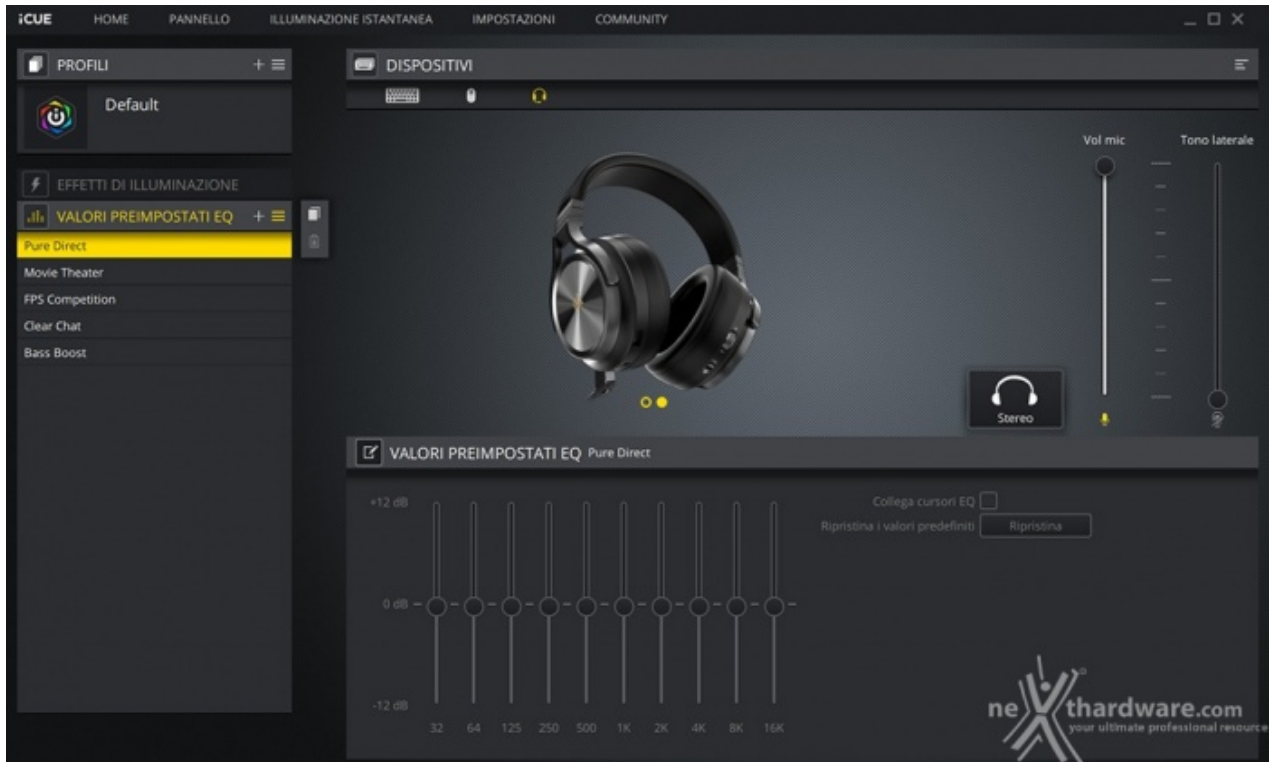 iCUE HOME PANNELLO ILLUMINAZIONE ISTANTANEA IMPOSTAZIONI COMMUNITY
PROFILI
Default
EFFETTI DI ILLUMINAZIONE
VALORI PREIMPOSTATI EQ
Pure Direct
Movie Theater
FPS Competition
Clear Chat
Bass Boost
DISPOSITIVI
Vol mic Tono laterale
Stereo
VALORI PREIMPOSTATI EQ Pure Direct
+12 dB
0 dB
-12 dB
32 64 125 250 500 1K 2K 4K 8K 16K
Collega cursori EQ
Ripristina i valori predefiniti Ripristina
nexthardware.com
your ultimate professional resource